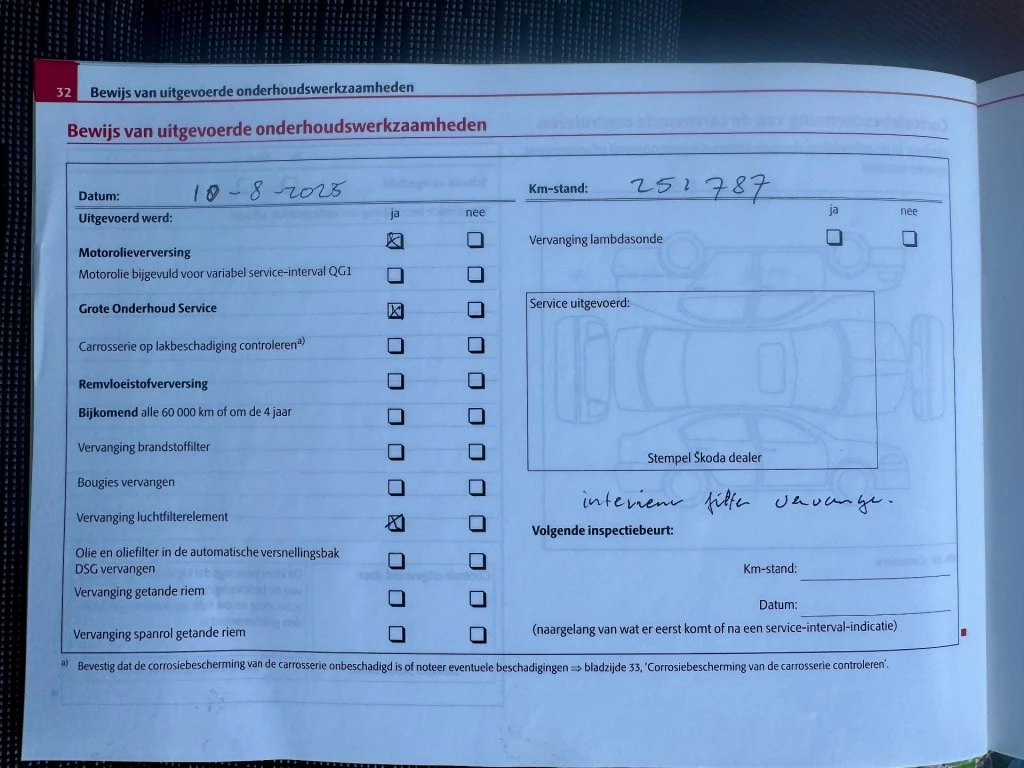 32 Bewijs van uitgevoerde onderhoudswerkzaamheden
Bewijs van uitgevoerde onderhoudswerkzaamheden
Datum: 10-8-2025
Uitgevoerd werd: ja nee
Motorolieverversing
Motorolie bijgevuld voor variabel service-interval QG1
Grote Onderhoud Service
Carrosserie op lakbeschadiging controleren a)
Remvloeistofverversing
Bijkomend alle 60 000 km of om de 4 jaar
Vervanging brandstoffilter
Bougies vervangen
Vervanging luchtfilterelement
Olie en oliefilter in de automatische versnellingsbak
DSG vervangen
Vervanging getande riem
Vervanging spanrol getande riem
Km-stand: 252787
ja nee
Vervanging lambdasonde
Service uitgevoerd:
Stempel Škoda dealer
interieur filter vervangen.
Volgende inspectiebeurt:
Km-stand:
Datum:
(naargelang van wat er eerst komt of na een service-interval-indicatie)
a) Bevestig dat de corrosiebescherming van de carrosserie onbeschadigd is of noteer eventuele beschadigingen ⇒ bladzijde 33, 'Corrosiebescherming van de carrosserie controleren'.